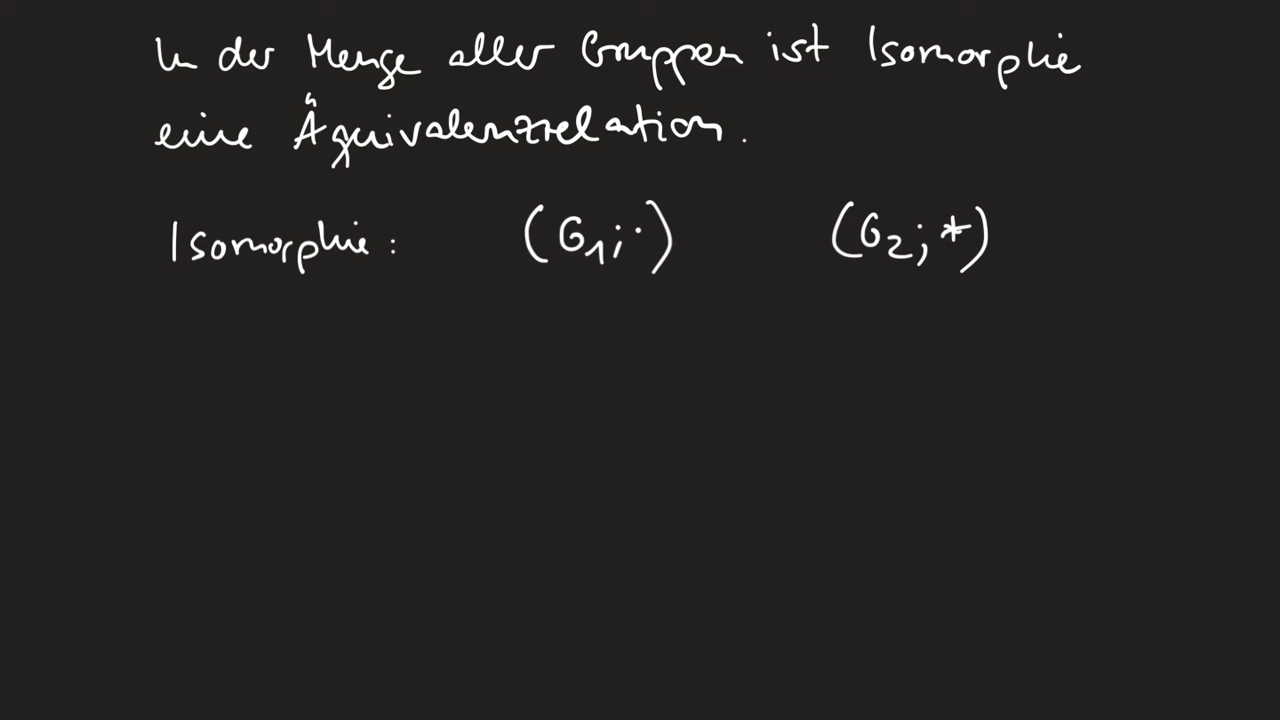 In der Menge aller Gruppen ist Isomorphie
eine Äquivalenzrelation.
Isomorphie: (G₁; ·) (G₂; *)